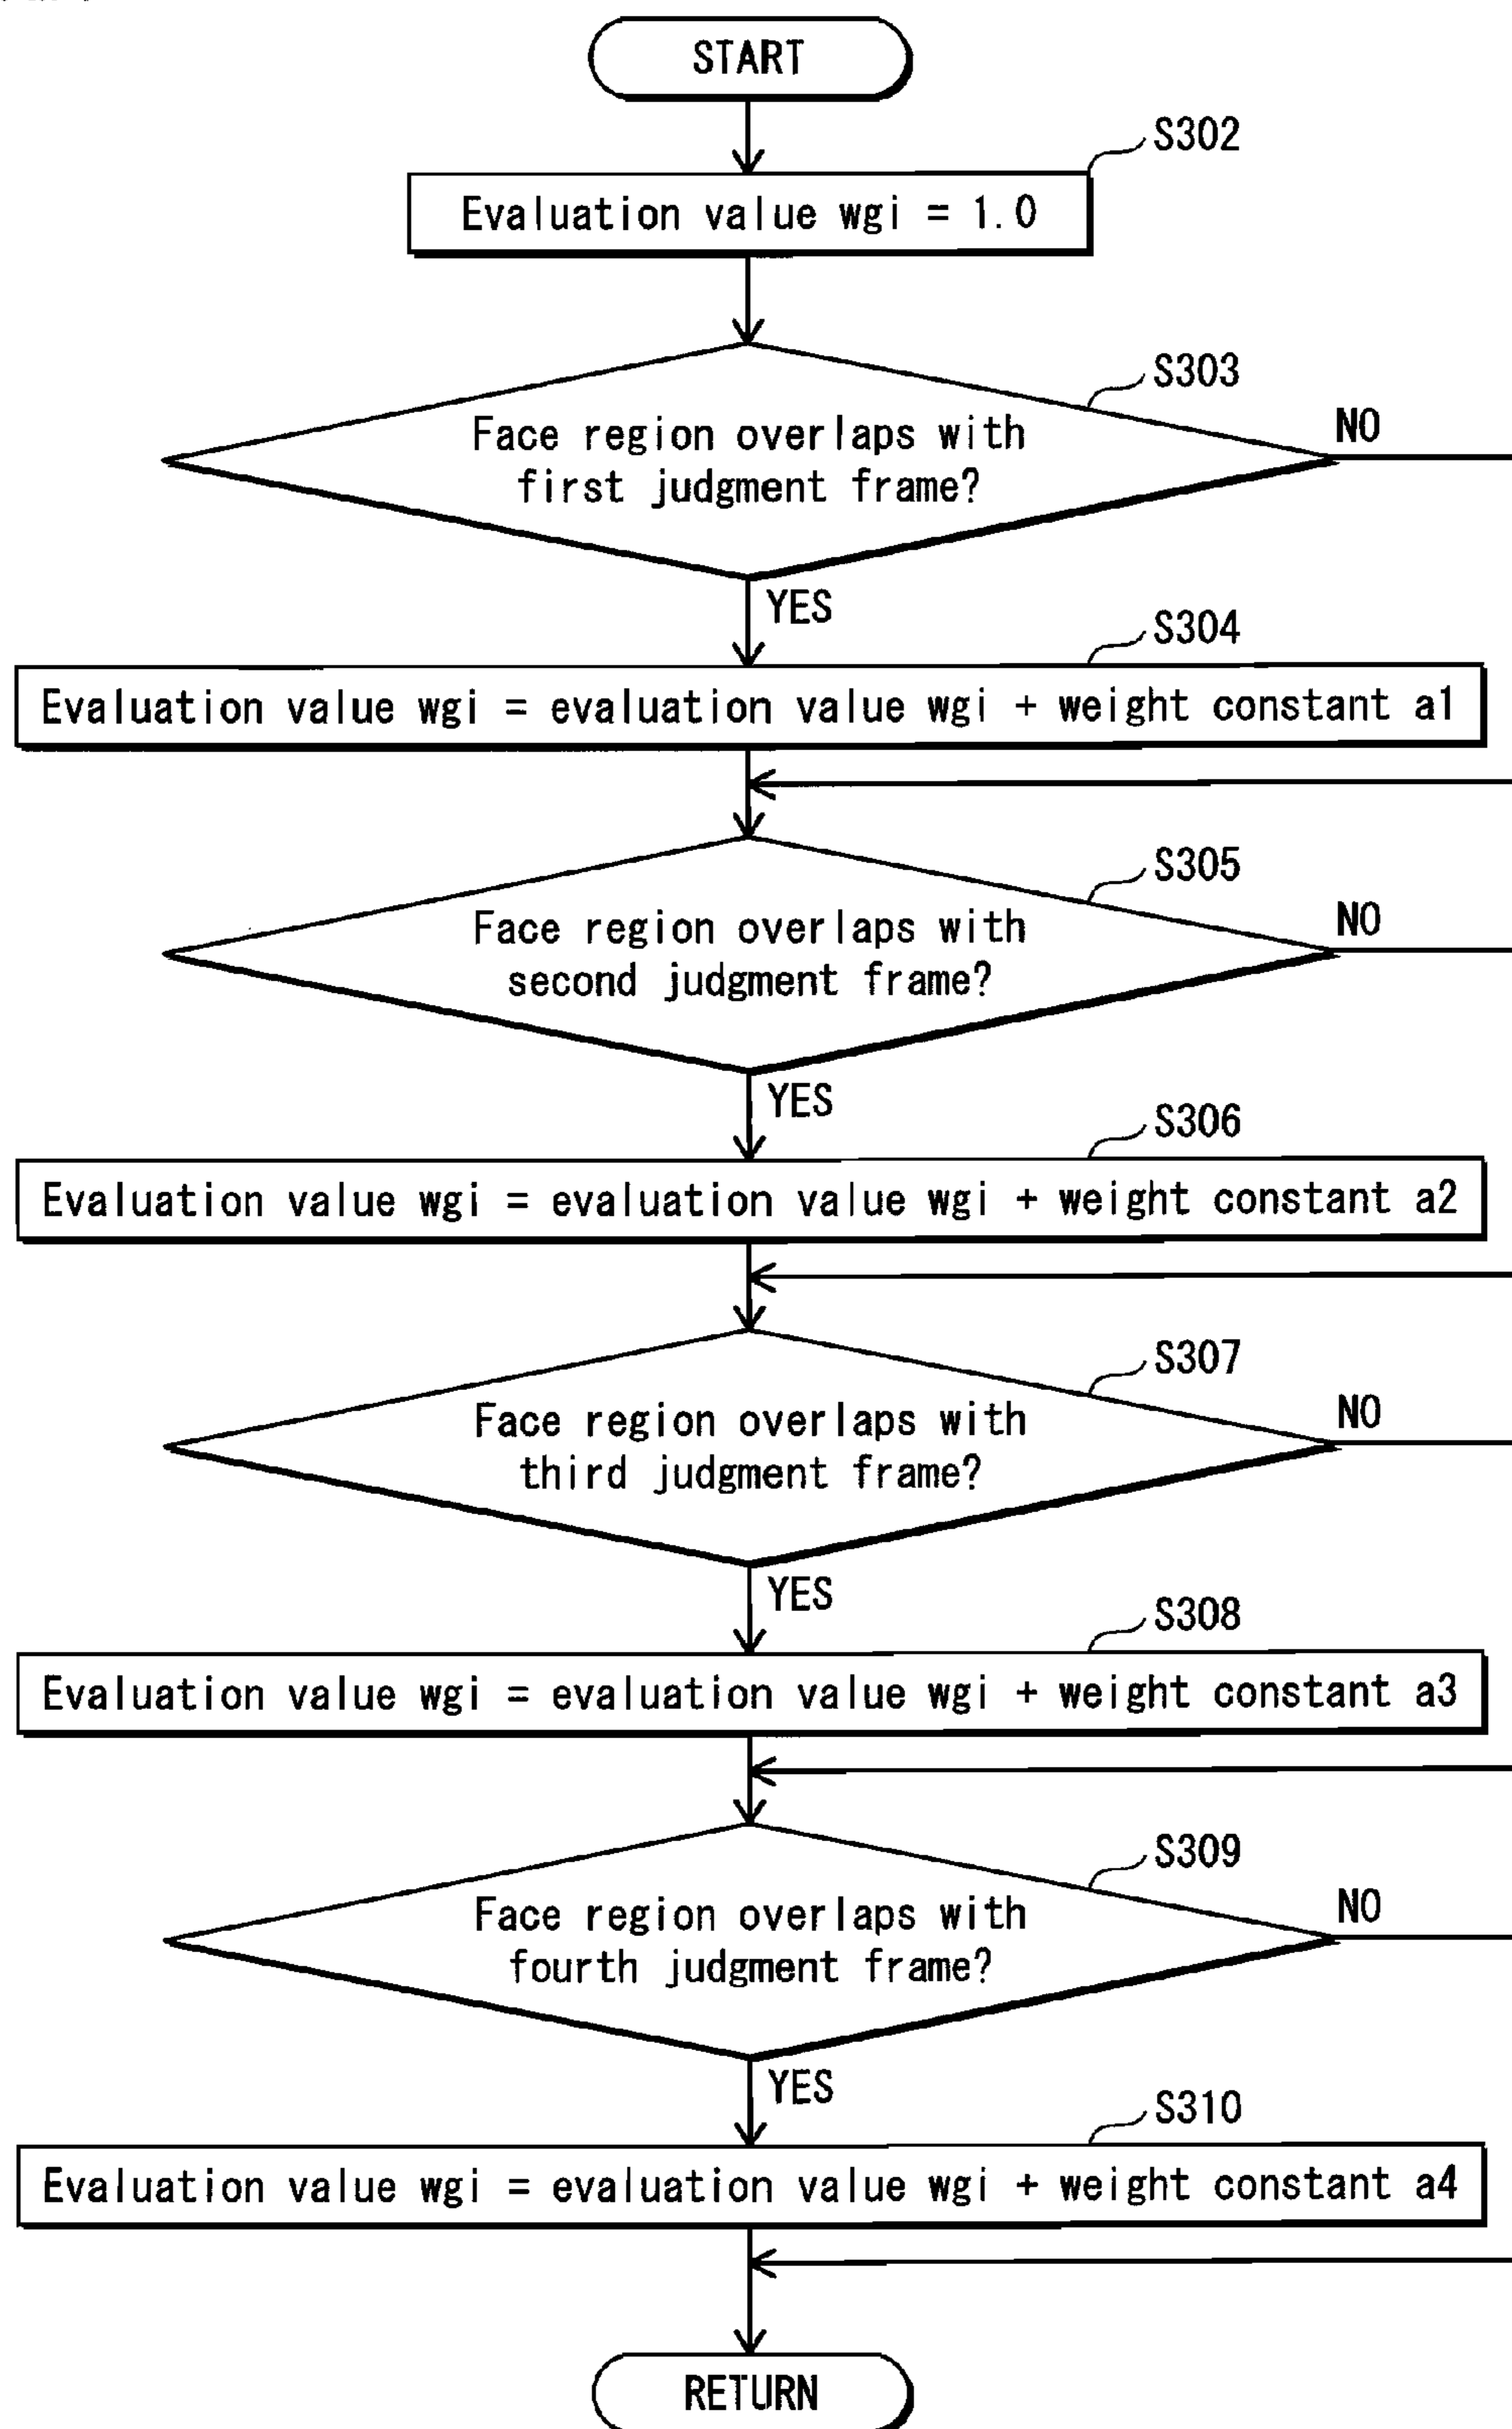 START
S302
Evaluation value wgi = 1.0
S303
Face region overlaps with
first judgment frame?
NO
YES
S304
Evaluation value wgi = evaluation value wgi + weight constant a1
S305
Face region overlaps with
second judgment frame?
NO
YES
S306
Evaluation value wgi = evaluation value wgi + weight constant a2
S307
Face region overlaps with
third judgment frame?
NO
YES
S308
Evaluation value wgi = evaluation value wgi + weight constant a3
S309
Face region overlaps with
fourth judgment frame?
NO
YES
S310
Evaluation value wgi = evaluation value wgi + weight constant a4
RETURN